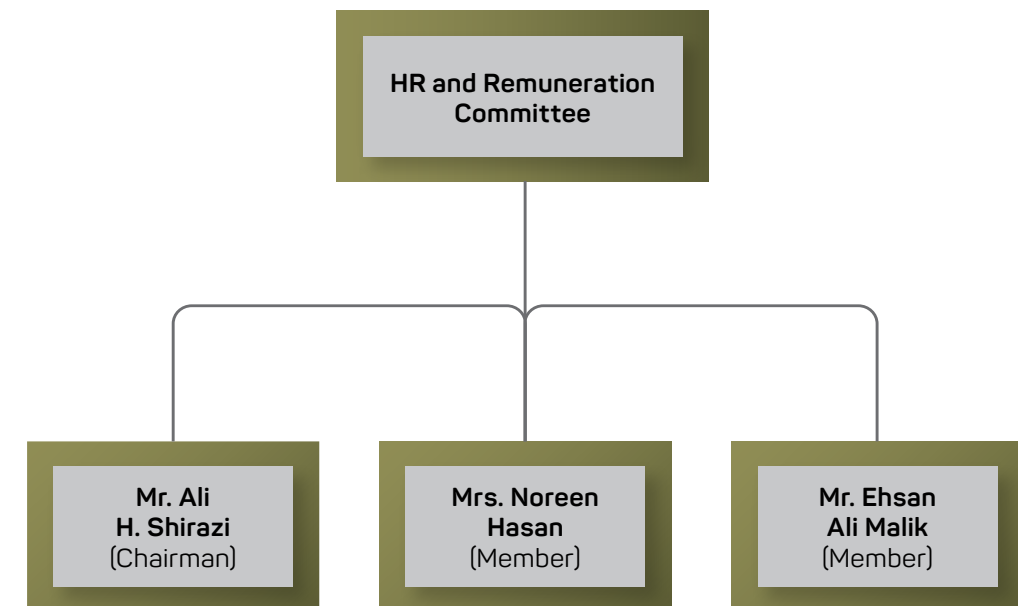 HR and Remuneration
Committee
Mr. Ali
H. Shirazi
(Chairman)
Mrs. Noreen
Hasan
(Member)
Mr. Ehsan
Ali Malik
(Member)